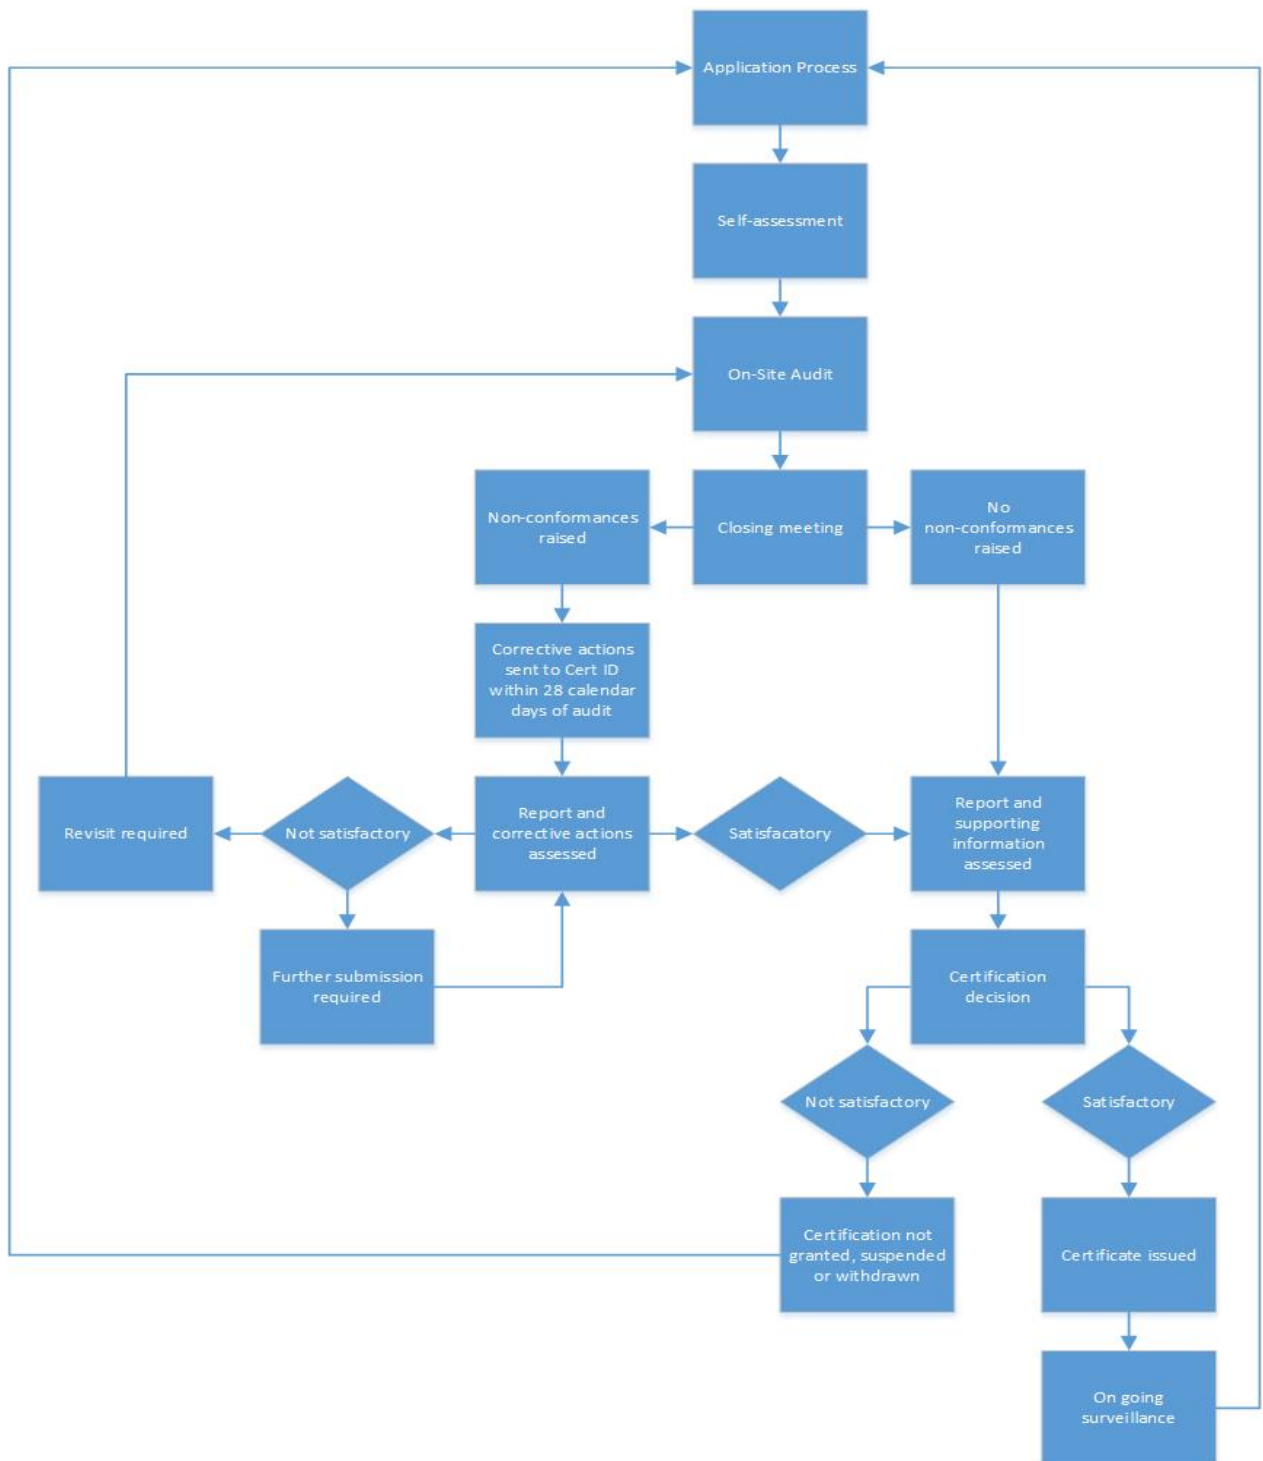 Application Process
Self-assessment
On-Site Audit
Non-conformances
raised
Closing meeting
No
non-conformances
raised
Corrective actions
sent to Cert ID
within 28 calendar
days of audit
Revisit required
Not satisfactory
Report and
corrective actions
assessed
Satisfacatory
Report and
supporting
information
assessed
Further submission
required
Certification
decision
Not satisfactory
Satisfactory
Certification not
granted, suspended
or withdrawn
Certificate issued
On going
surveillance